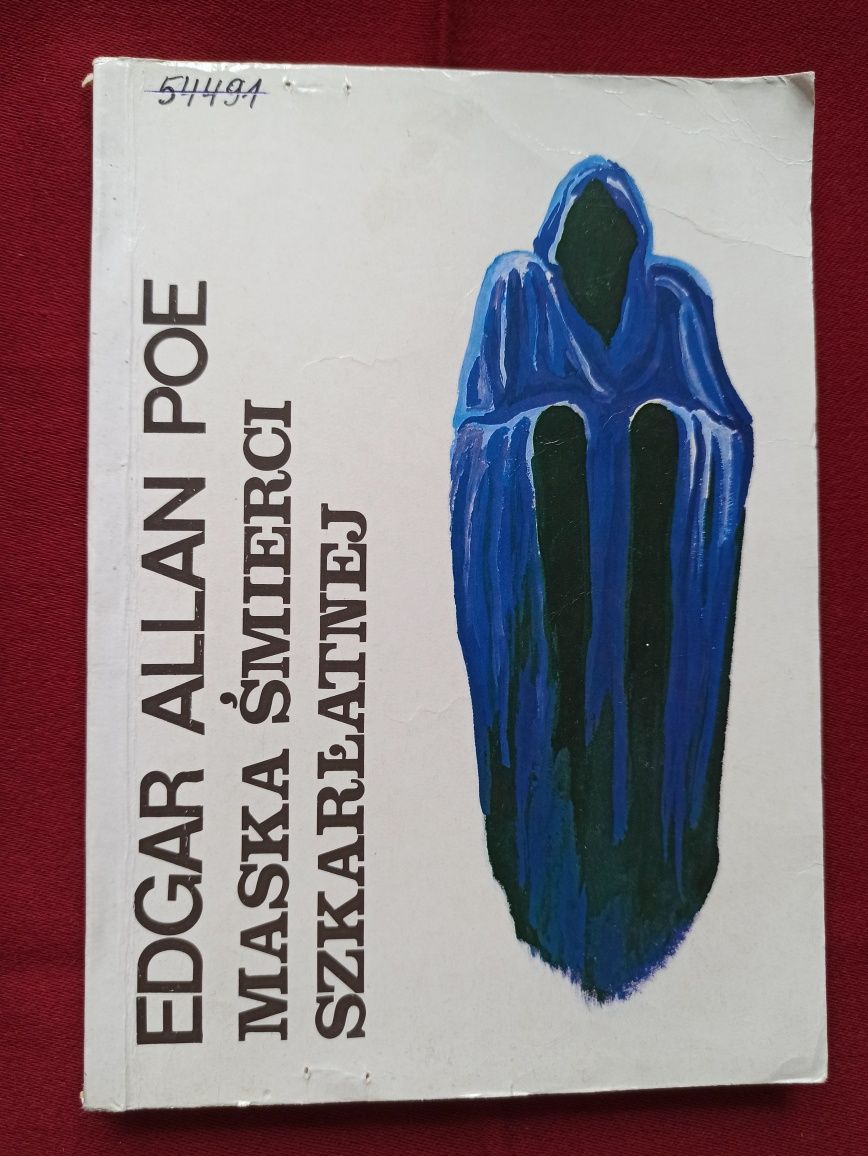 54491
EDGAR ALLAN POE
MASKA ŚMIERCI
SZKARŁATNEJ